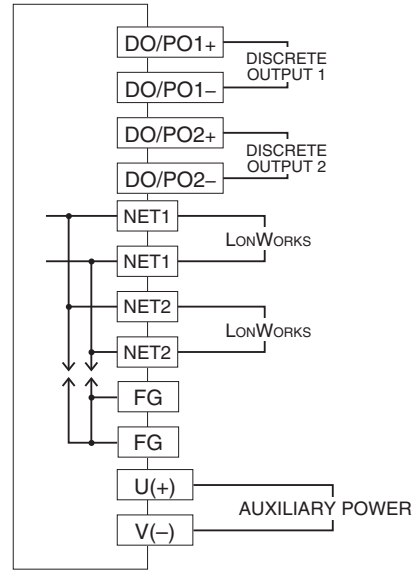 DO/PO1+
DISCRETE
OUTPUT 1
DO/PO1–
DO/PO2+
DISCRETE
OUTPUT 2
DO/PO2–
NET1
LONWORKS
NET1
NET2
LONWORKS
NET2
FG
FG
U(+)
AUXILIARY POWER
V(–)